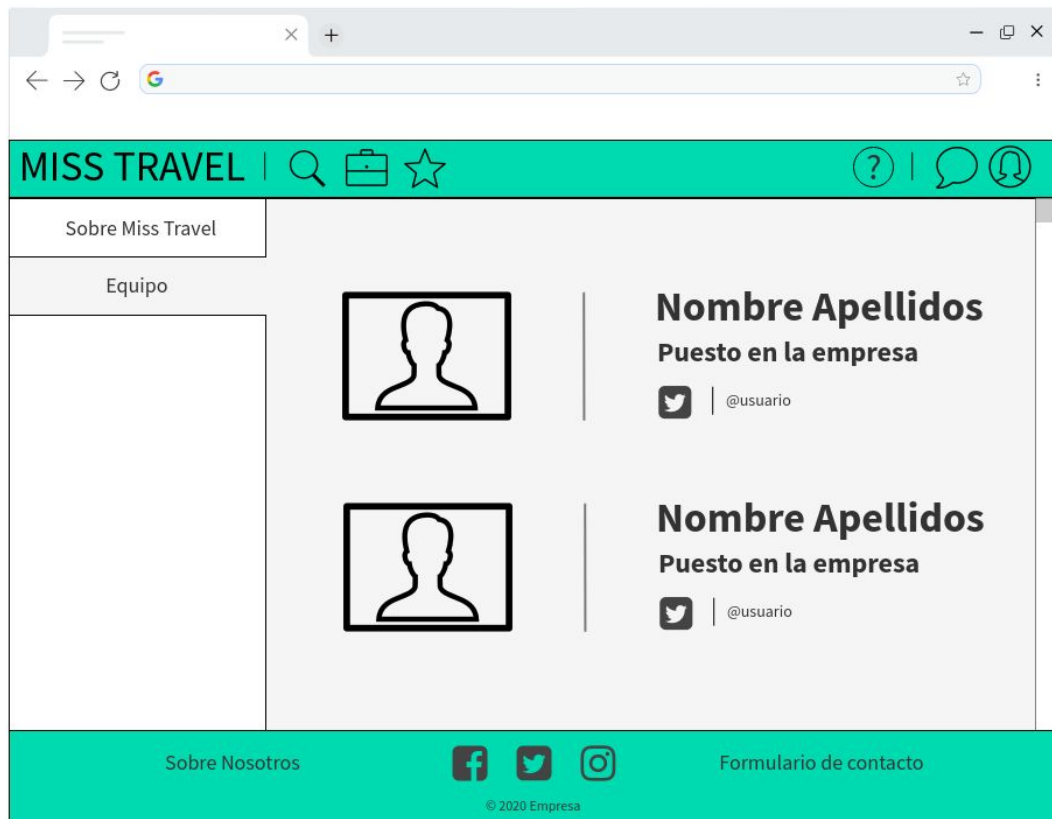 MISS TRAVEL
Sobre Miss Travel
Equipo
Nombre Apellidos
Puesto en la empresa
@usuario
Nombre Apellidos
Puesto en la empresa
@usuario
Sobre Nosotros
Formulario de contacto
© 2020 Empresa